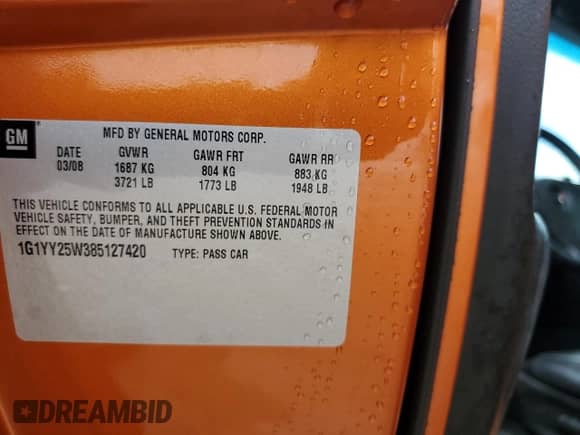 GM
MFD BY GENERAL MOTORS CORP.
DATE GVWR GAWR FRT GAWR RR
03/08 1687 KG 804 KG 883 KG
3721 LB 1773 LB 1948 LB
THIS VEHICLE CONFORMS TO ALL APPLICABLE U.S. FEDERAL MOTOR
VEHICLE SAFETY, BUMPER, AND THEFT PREVENTION STANDARDS IN
EFFECT ON THE DATE OF MANUFACTURE SHOWN ABOVE.
1G1YY25W385127420 TYPE: PASS CAR
DREAMBID